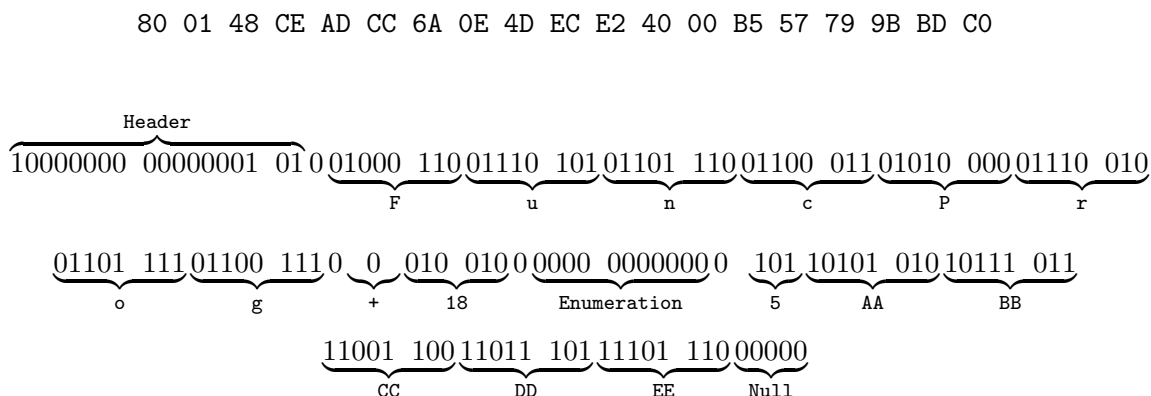 80 01 48 CE AD CC 6A 0E 4D EC E2 40 00 B5 57 79 9B BD C0
Header
10000000 00000001 01 0 01000 110 01110 101 01101 110 01100 011 01010 000 01110 010
F u n c P r
01101 111 01100 111 0 0 010 010 0 0000 0000000 0 101 10101 010 10111 011
o g + 18 Enumeration 5 AA BB
11001 100 11011 101 11101 110 00000
CC DD EE Null